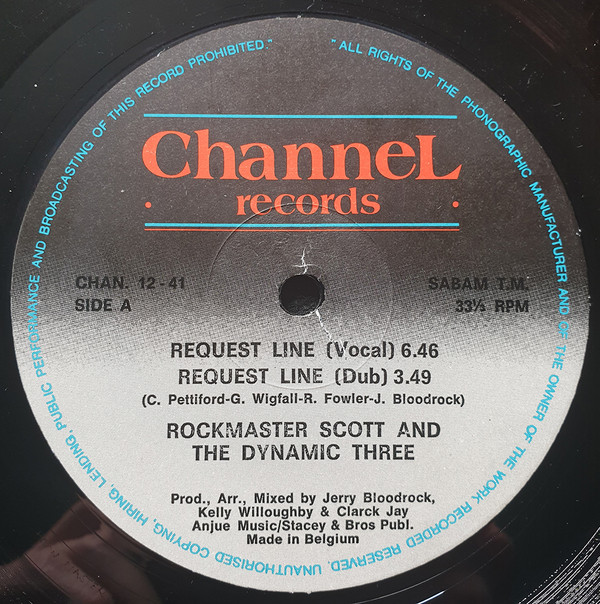 "ALL RIGHTS OF THE PHONOGRAPHIC MANUFACTURER AND OF THE OWNER OF THE WORK RECORDED RESERVED. UNAUTHORISED COPYING, HIRING, LENDING, PUBLIC PERFORMANCE AND BROADCASTING OF THIS RECORD PROHIBITED."
ChanneL
· records ·
CHAN. 12-41
SIDE A
SABAM T.M.
33⅓ RPM
REQUEST LINE (Vocal) 6.46
REQUEST LINE (Dub) 3.49
(C. Pettiford-G. Wigfall-R. Fowler-J. Bloodrock)
ROCKMASTER SCOTT AND
THE DYNAMIC THREE
Prod., Arr., Mixed by Jerry Bloodrock,
Kelly Willoughby & Clarck Jay
Anjue Music/Stacey & Bros Publ.
Made in Belgium